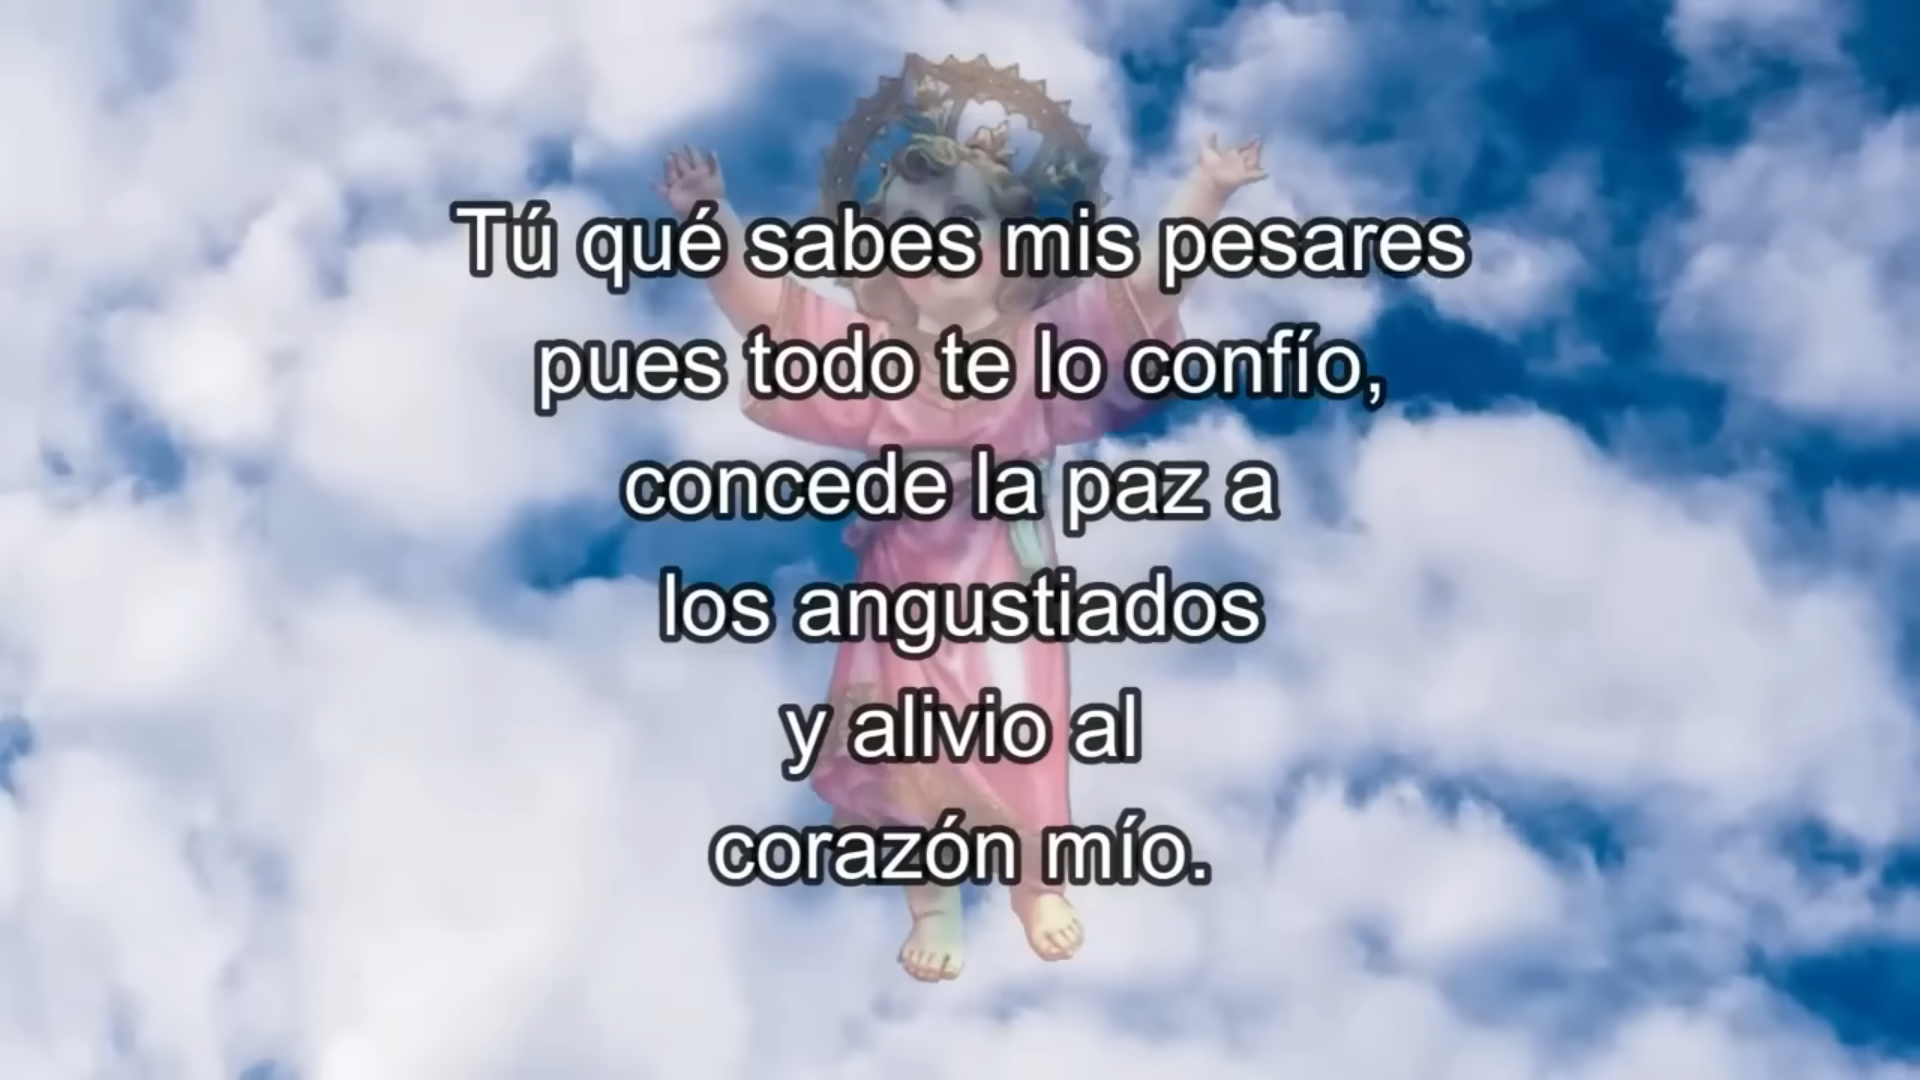 Tú qué sabes mis pesares
pues todo te lo confío,
concede la paz a
los angustiados
y alivio al
corazón mío.